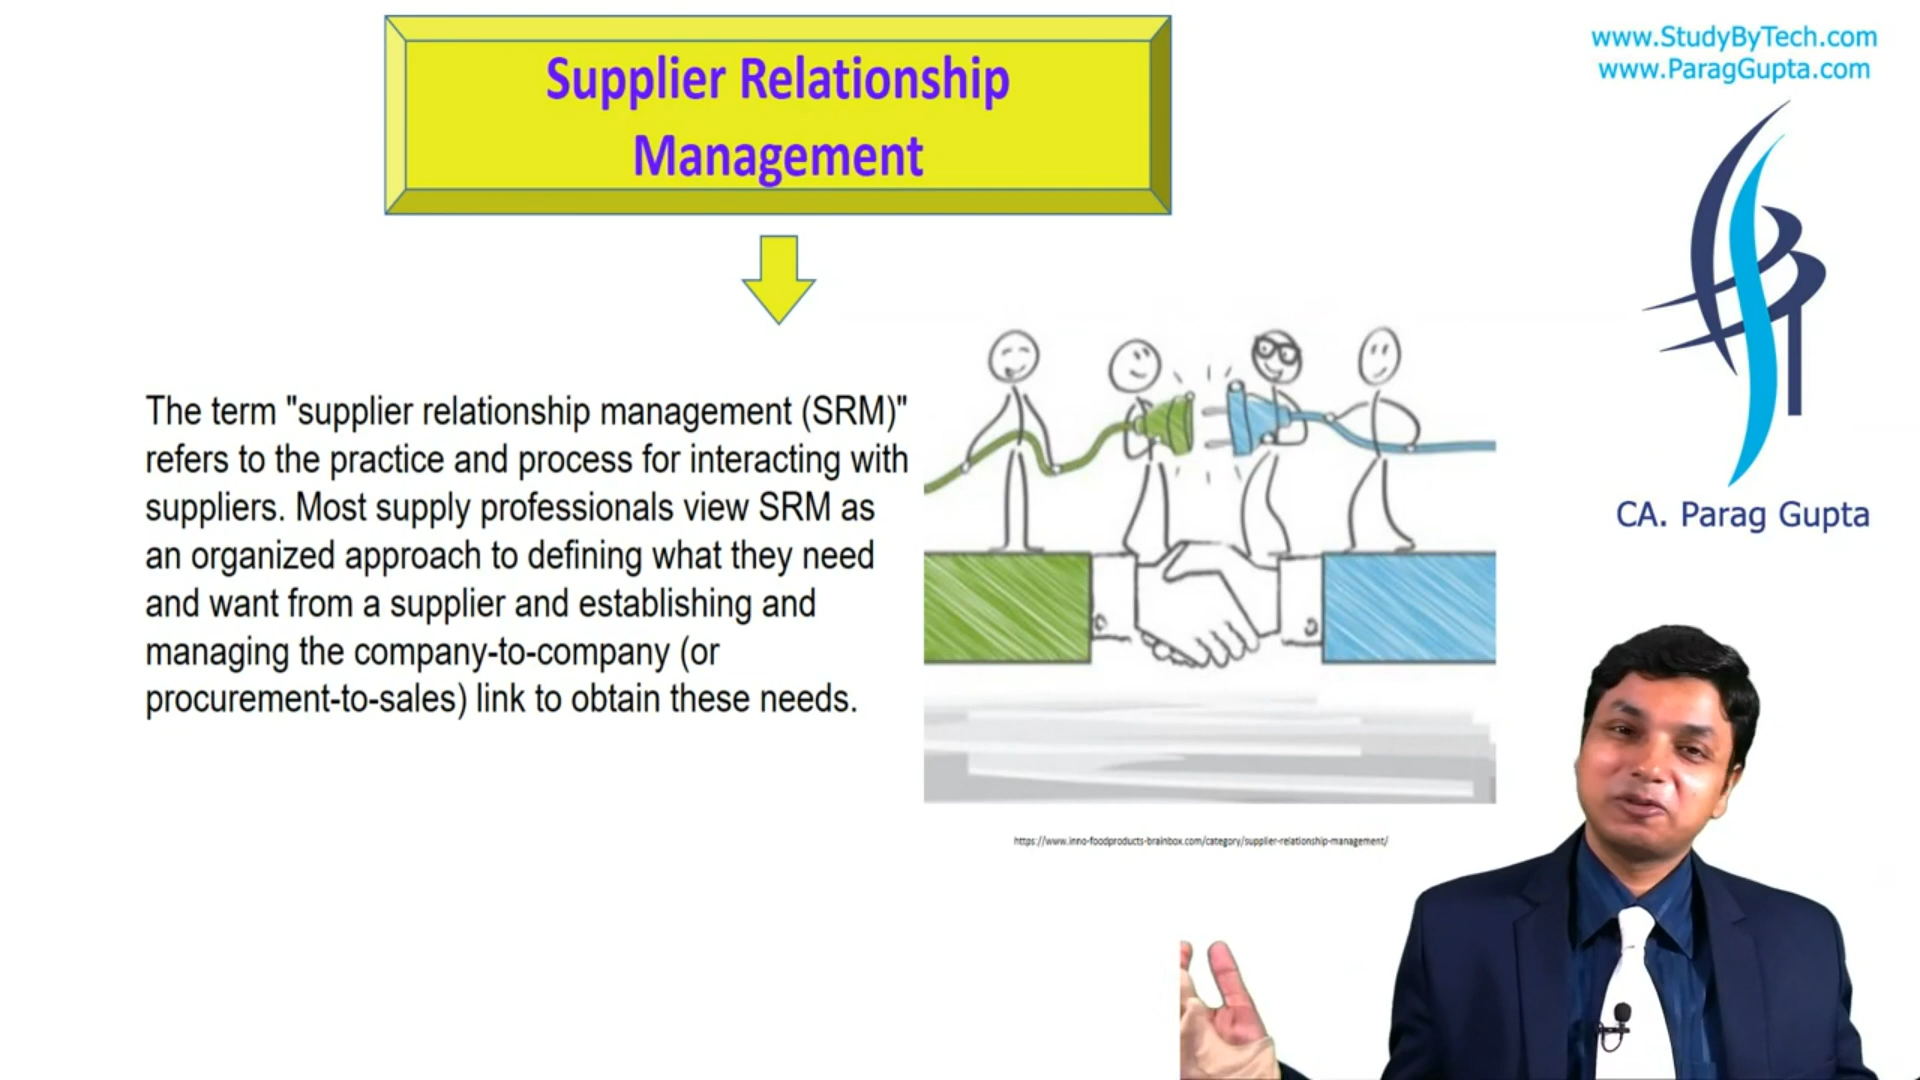 Supplier Relationship
Management
www.StudyByTech.com
www.ParagGupta.com
The term "supplier relationship management (SRM)"
refers to the practice and process for interacting with
suppliers. Most supply professionals view SRM as
an organized approach to defining what they need
and want from a supplier and establishing and
managing the company-to-company (or
procurement-to-sales) link to obtain these needs.
CA. Parag Gupta
https://www.inno-foodproducts-brainbox.com/category/supplier-relationship-management/